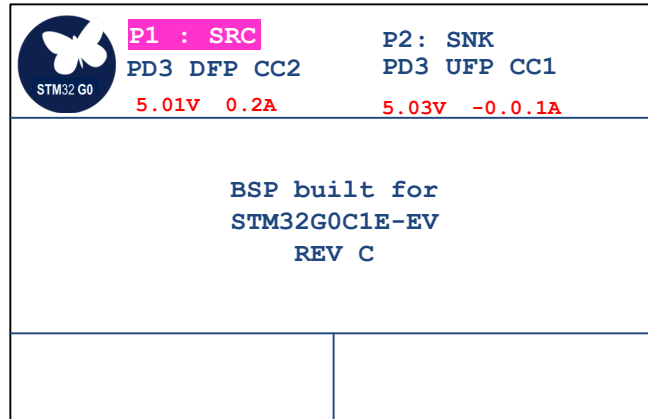 STM32 G0
P1 : SRC
PD3 DFP CC2
5.01V 0.2A
P2: SNK
PD3 UFP CC1
5.03V -0.0.1A
BSP built for
STM32G0C1E-EV
REV C